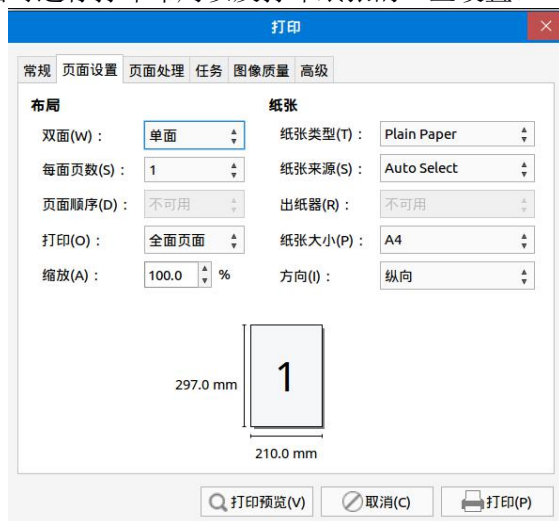 打印
常规 页面设置 页面处理 任务 图像质量 高级
布局 纸张
双面(W)： 单面 纸张类型(T)： Plain Paper
每面页数(S)： 1 纸张来源(S)： Auto Select
页面顺序(D)： 不可用 出纸器(R)： 不可用
打印(O)： 全面页面 纸张大小(P)： A4
缩放(A)： 100.0 % 方向(I)： 纵向
1
297.0 mm
210.0 mm
打印预览(V) 取消(C) 打印(P)